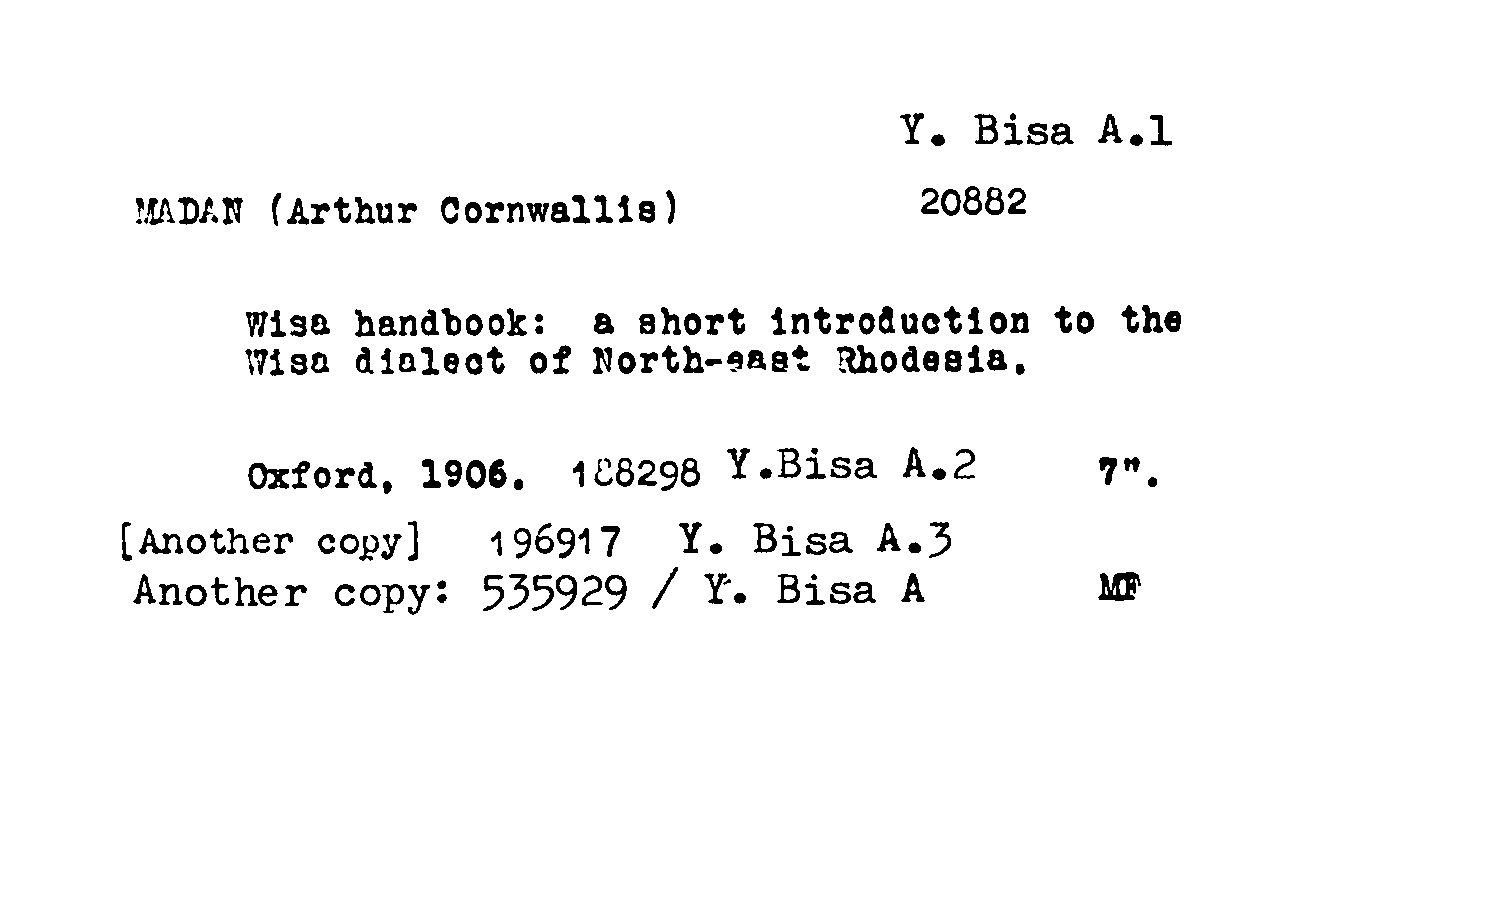 Y. Bisa A.1
MADAN (Arthur Cornwallis) 20882
Wisa handbook: a short introduction to the
Wisa dialect of North-east Rhodesia.
Oxford, 1906. 188298 Y.Bisa A.2 7".
[Another copy] 196917 Y. Bisa A.3
Another copy: 535929 / Y. Bisa A MF